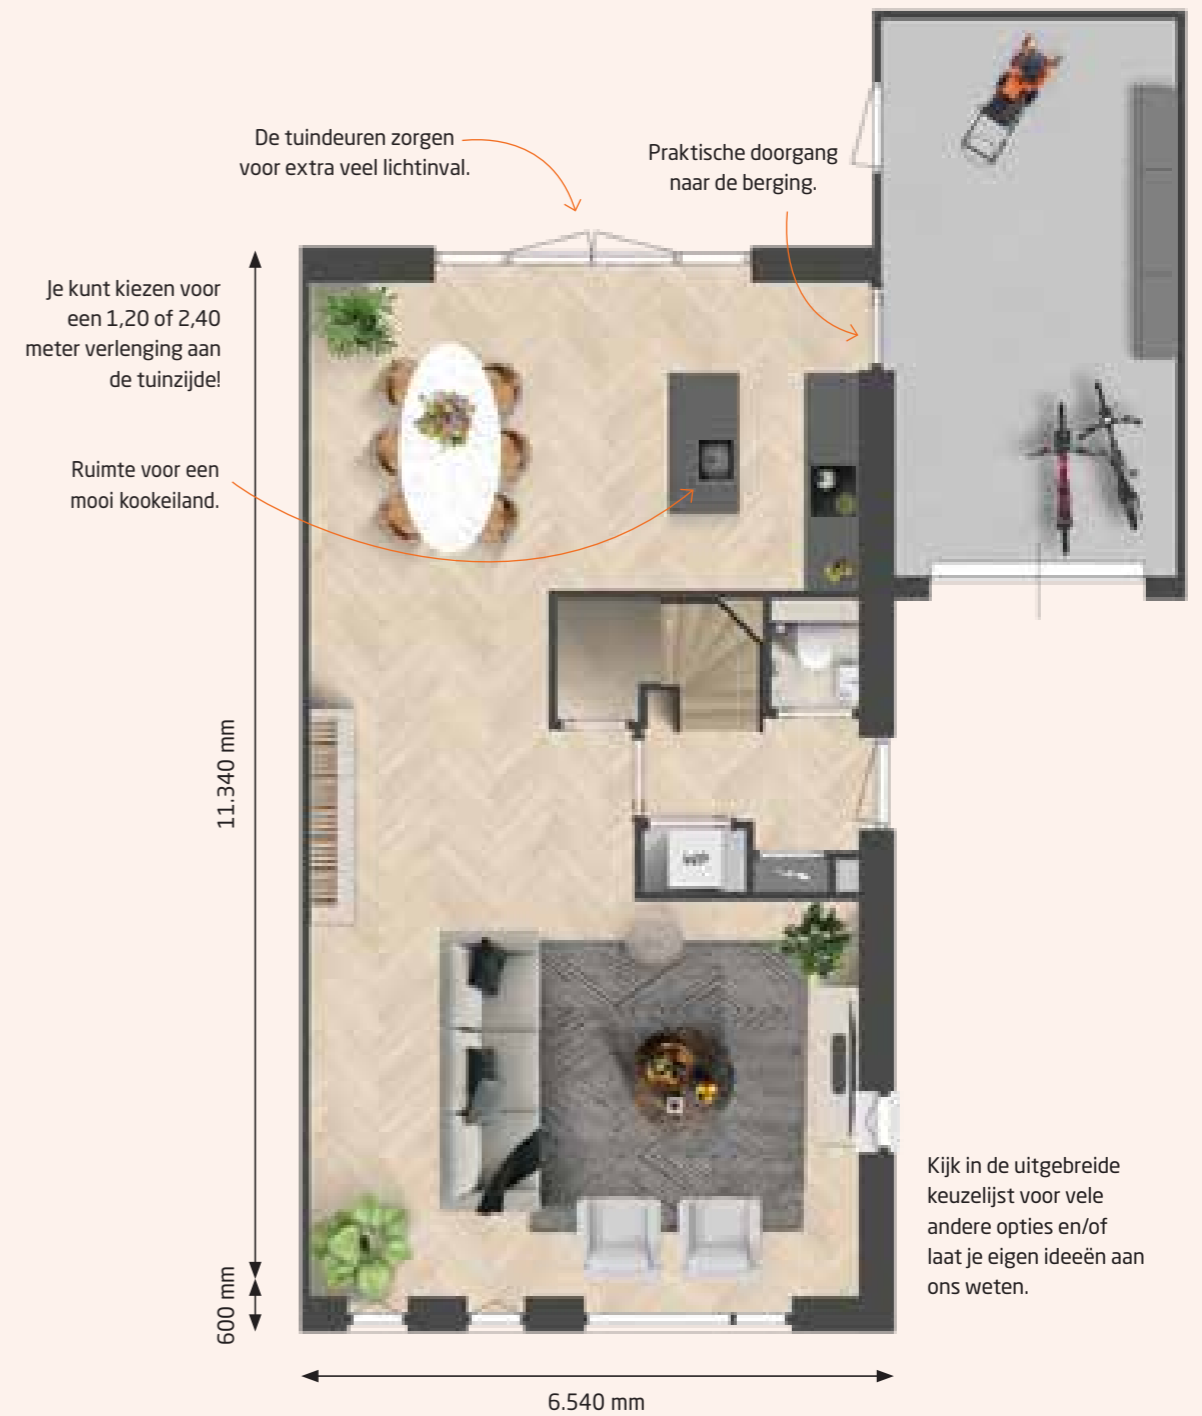 De tuindeuren zorgen
voor extra veel lichtinval.
Praktische doorgang
naar de berging.
Je kunt kiezen voor
een 1,20 of 2,40
meter verlenging aan
de tuinzijde!
Ruimte voor een
mooi kookeiland.
11.340 mm
WP
Kijk in de uitgebreide
keuzelijst voor vele
andere opties en/of
laat je eigen ideeën aan
ons weten.
600 mm
6.540 mm